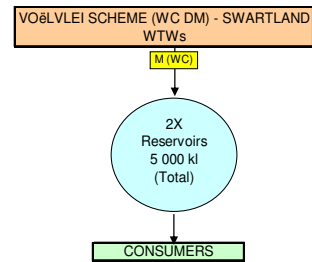 VOëLVLEI SCHEME (WC DM) - SWARTLAND
WTWs
M (WC)
2X
Reservoirs
5 000 kl
(Total)
CONSUMERS